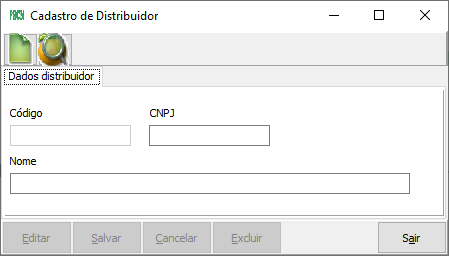 Cadastro de Distribuidor
Dados distribuidor
Código CNPJ
Nome
Editar Salvar Cancelar Excluir Sair